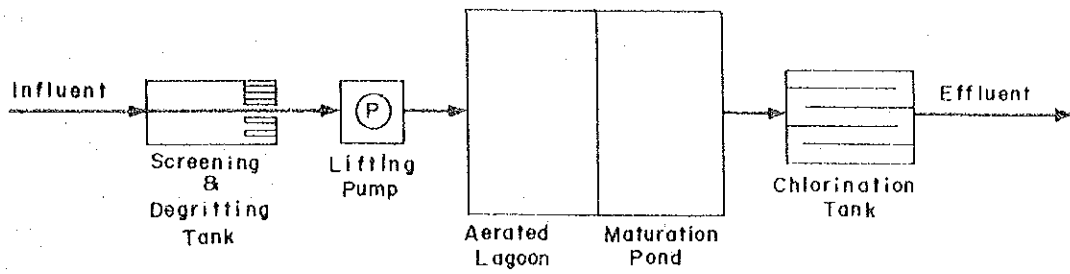 Influent
Screening
&
Degritting
Tank
P
Lifting
Pump
Aerated
Lagoon
Maturation
Pond
Chlorination
Tank
Effluent